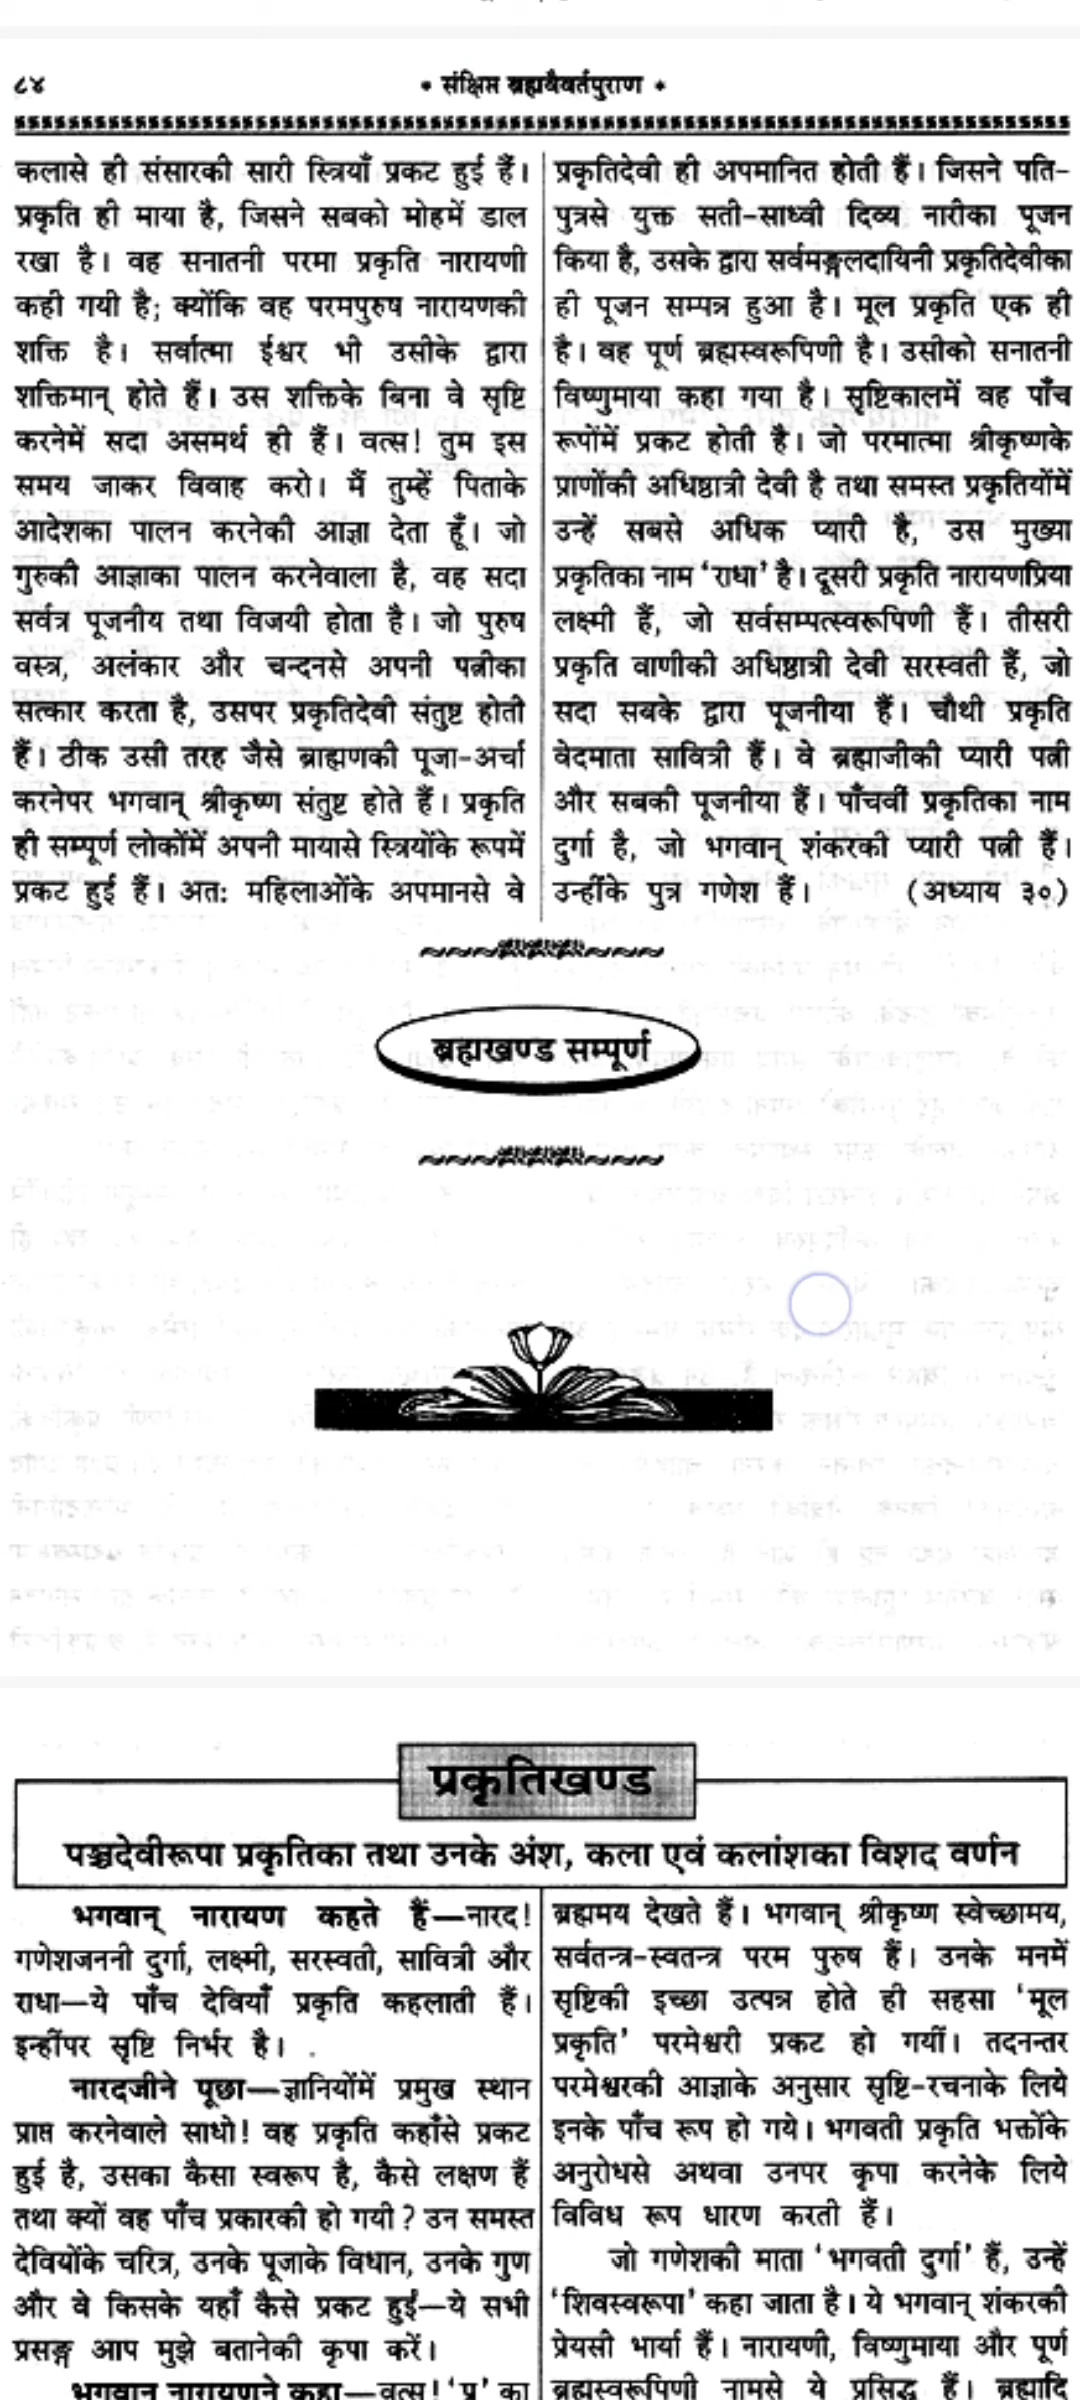 ८४
• संक्षिप्त ब्रह्मवैवर्तपुराण •
कलासे ही संसारकी सारी स्त्रियाँ प्रकट हुई हैं।
प्रकृति ही माया है, जिसने सबको मोहमें डाल
रखा है। वह सनातनी परमा प्रकृति नारायणी
कही गयी है; क्योंकि वह परमपुरुष नारायणकी
शक्ति है। सर्वात्मा ईश्वर भी उसीके द्वारा
शक्तिमान् होते हैं। उस शक्तिके बिना वे सृष्टि
करनेमें सदा असमर्थ ही हैं। वत्स! तुम इस
समय जाकर विवाह करो। मैं तुम्हें पिताके
आदेशका पालन करनेकी आज्ञा देता हूँ। जो
गुरुकी आज्ञाका पालन करनेवाला है, वह सदा
सर्वत्र पूजनीय तथा विजयी होता है। जो पुरुष
वस्त्र, अलंकार और चन्दनसे अपनी पत्नीका
सत्कार करता है, उसपर प्रकृतिदेवी संतुष्ट होती
हैं। ठीक उसी तरह जैसे ब्राह्मणकी पूजा-अर्चा
करनेपर भगवान् श्रीकृष्ण संतुष्ट होते हैं। प्रकृति
ही सम्पूर्ण लोकोंमें अपनी मायासे स्त्रियोंके रूपमें
प्रकट हुई हैं। अतः महिलाओंके अपमानसे वे
प्रकृतिदेवी ही अपमानित होती हैं। जिसने पति-
पुत्रसे युक्त सती-साध्वी दिव्य नारीका पूजन
किया है, उसके द्वारा सर्वमङ्गलदायिनी प्रकृतिदेवीका
ही पूजन सम्पन्न हुआ है। मूल प्रकृति एक ही
है। वह पूर्ण ब्रह्मस्वरूपिणी है। उसीको सनातनी
विष्णुमाया कहा गया है। सृष्टिकालमें वह पाँच
रूपोंमें प्रकट होती है। जो परमात्मा श्रीकृष्णके
प्राणोंकी अधिष्ठात्री देवी है तथा समस्त प्रकृतियोंमें
उन्हें सबसे अधिक प्यारी है, उस मुख्या
प्रकृतिका नाम 'राधा' है। दूसरी प्रकृति नारायणप्रिया
लक्ष्मी हैं, जो सर्वसम्पत्स्वरूपिणी हैं। तीसरी
प्रकृति वाणीकी अधिष्ठात्री देवी सरस्वती हैं, जो
सदा सबके द्वारा पूजनीया हैं। चौथी प्रकृति
वेदमाता सावित्री हैं। वे ब्रह्माजीकी प्यारी पत्नी
और सबकी पूजनीया हैं। पाँचवीं प्रकृतिका नाम
दुर्गा है, जो भगवान् शंकरकी प्यारी पत्नी हैं।
उन्हींके पुत्र गणेश हैं। (अध्याय ३०)
ब्रह्मखण्ड सम्पूर्ण
प्रकृतिखण्ड
पञ्चदेवीरूपा प्रकृतिका तथा उनके अंश, कला एवं कलांशका विशद वर्णन
भगवान् नारायण कहते हैं—नारद!
गणेशजननी दुर्गा, लक्ष्मी, सरस्वती, सावित्री और
राधा—ये पाँच देवियाँ प्रकृति कहलाती हैं।
इन्हींपर सृष्टि निर्भर है।
नारदजीने पूछा—ज्ञानियोंमें प्रमुख स्थान
प्राप्त करनेवाले साधो! वह प्रकृति कहाँसे प्रकट
हुई है, उसका कैसा स्वरूप है, कैसे लक्षण हैं
तथा क्यों वह पाँच प्रकारकी हो गयी? उन समस्त
देवियोंके चरित्र, उनके पूजाके विधान, उनके गुण
और वे किसके यहाँ कैसे प्रकट हुईं—ये सभी
प्रसङ्ग आप मुझे बतानेकी कृपा करें।
भगवान् नारायणने कहा—वत्स! 'प्र' का
ब्रह्ममय देखते हैं। भगवान् श्रीकृष्ण स्वेच्छामय,
सर्वतन्त्र-स्वतन्त्र परम पुरुष हैं। उनके मनमें
सृष्टिकी इच्छा उत्पन्न होते ही सहसा 'मूल
प्रकृति' परमेश्वरी प्रकट हो गयीं। तदनन्तर
परमेश्वरकी आज्ञाके अनुसार सृष्टि-रचनाके लिये
इनके पाँच रूप हो गये। भगवती प्रकृति भक्तोंके
अनुरोधसे अथवा उनपर कृपा करनेके लिये
विविध रूप धारण करती हैं।
जो गणेशकी माता 'भगवती दुर्गा' हैं, उन्हें
'शिवस्वरूपा' कहा जाता है। ये भगवान् शंकरकी
प्रेयसी भार्या हैं। नारायणी, विष्णुमाया और पूर्ण
ब्रह्मस्वरूपिणी नामसे ये प्रसिद्ध हैं। ब्रह्मादि